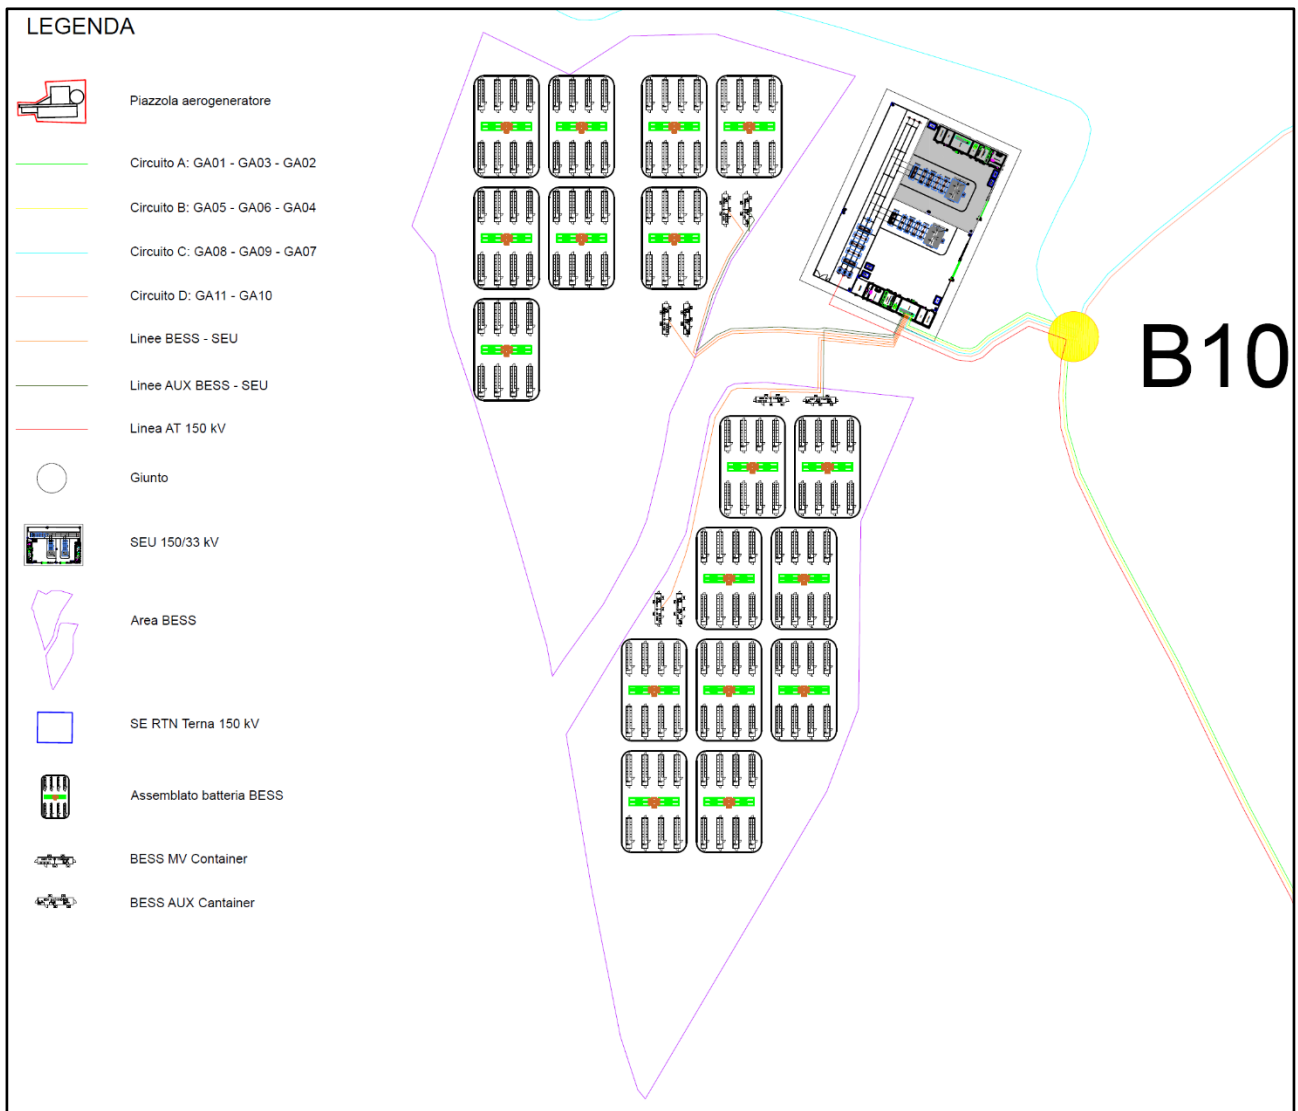 LEGENDA
Piazzola aerogeneratore
Circuito A: GA01 - GA03 - GA02
Circuito B: GA05 - GA06 - GA04
Circuito C: GA08 - GA09 - GA07
Circuito D: GA11 - GA10
Linee BESS - SEU
Linee AUX BESS - SEU
Linea AT 150 kV
Giunto
SEU 150/33 kV
Area BESS
SE RTN Terna 150 kV
Assemblato batteria BESS
BESS MV Container
BESS AUX Cantainer
B10